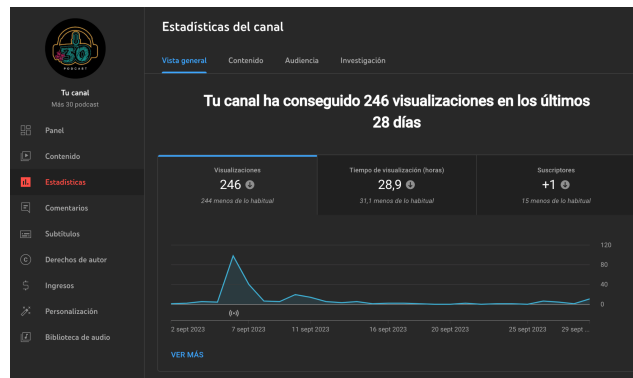 30
PODCAST
Tu canal
Más 30 podcast
Panel
Contenido
Estadísticas
Comentarios
Subtítulos
Derechos de autor
Ingresos
Personalización
Biblioteca de audio
Estadísticas del canal
Vista general Contenido Audiencia Investigación
Tu canal ha conseguido 246 visualizaciones en los últimos
28 días
Visualizaciones
246
244 menos de lo habitual
Tiempo de visualización (horas)
28,9
31,1 menos de lo habitual
Suscriptores
+1
15 menos de lo habitual
120
80
40
0
2 sept 2023 7 sept 2023 11 sept 2023 16 sept 2023 20 sept 2023 25 sept 2023 29 sept ...
VER MÁS